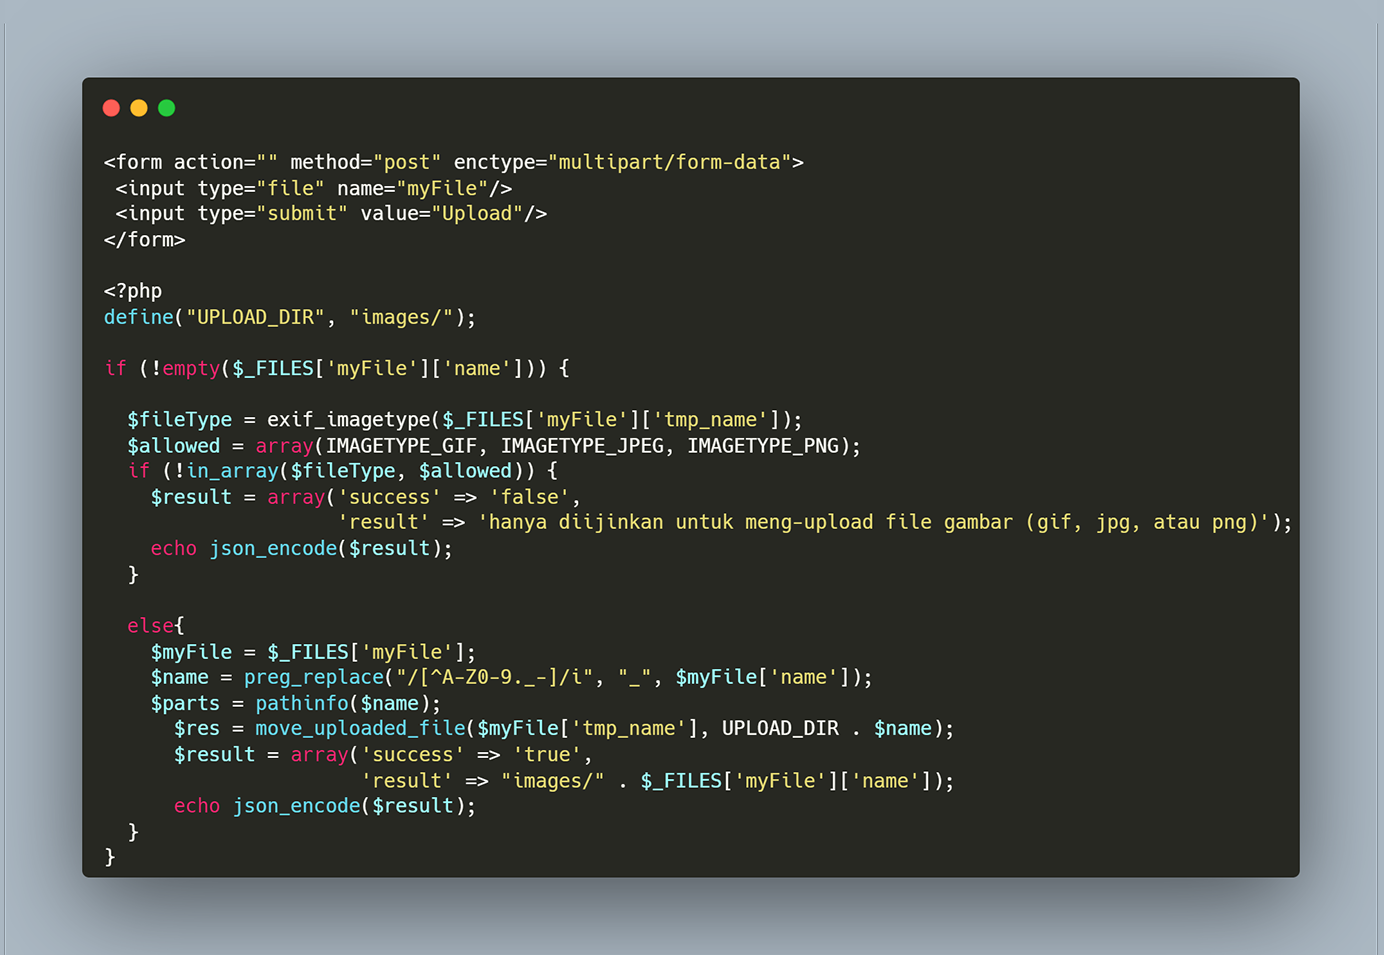 <form action="" method="post" enctype="multipart/form-data">
 <input type="file" name="myFile"/>
 <input type="submit" value="Upload"/>
</form>

<?php
define("UPLOAD_DIR", "images/");

if (!empty($_FILES['myFile']['name'])) {

  $fileType = exif_imagetype($_FILES['myFile']['tmp_name']);
  $allowed = array(IMAGETYPE_GIF, IMAGETYPE_JPEG, IMAGETYPE_PNG);
  if (!in_array($fileType, $allowed)) {
    $result = array('success' => 'false',
                    'result' => 'hanya diijinkan untuk meng-upload file gambar (gif, jpg, atau png)');
    echo json_encode($result);
  }

  else{
    $myFile = $_FILES['myFile'];
    $name = preg_replace("/[^A-Z0-9._-]/i", "_", $myFile['name']);
    $parts = pathinfo($name);
      $res = move_uploaded_file($myFile['tmp_name'], UPLOAD_DIR . $name);
      $result = array('success' => 'true',
                      'result' => "images/" . $_FILES['myFile']['name']);
      echo json_encode($result);
  }
}